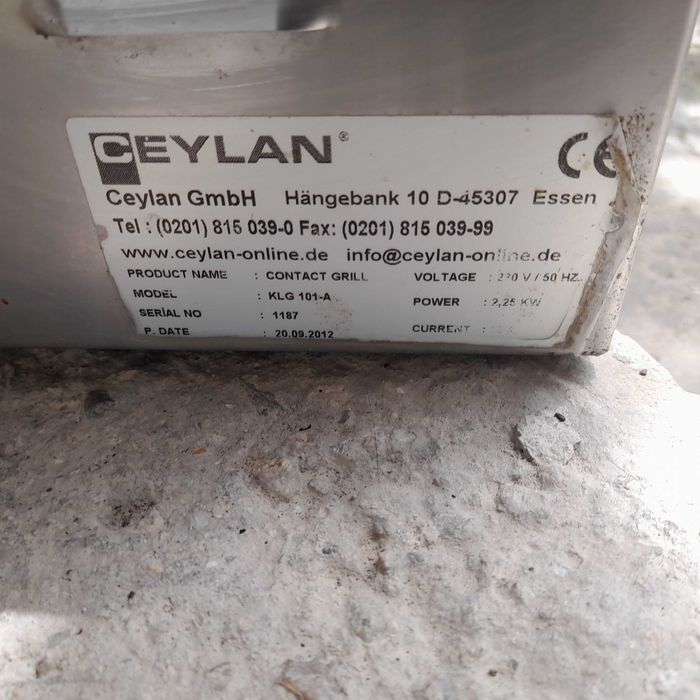 CEYLAN®
CE
Ceylan GmbH Hängebank 10 D-45307 Essen
Tel : (0201) 815 039-0 Fax: (0201) 815 039-99
www.ceylan-online.de info@ceylan-online.de
PRODUCT NAME : CONTACT GRILL VOLTAGE : 230 V / 50 HZ.
MODEL : KLG 101-A POWER : 2,25 KW
SERIAL NO : 1187
P. DATE : 20.09.2012 CURRENT :